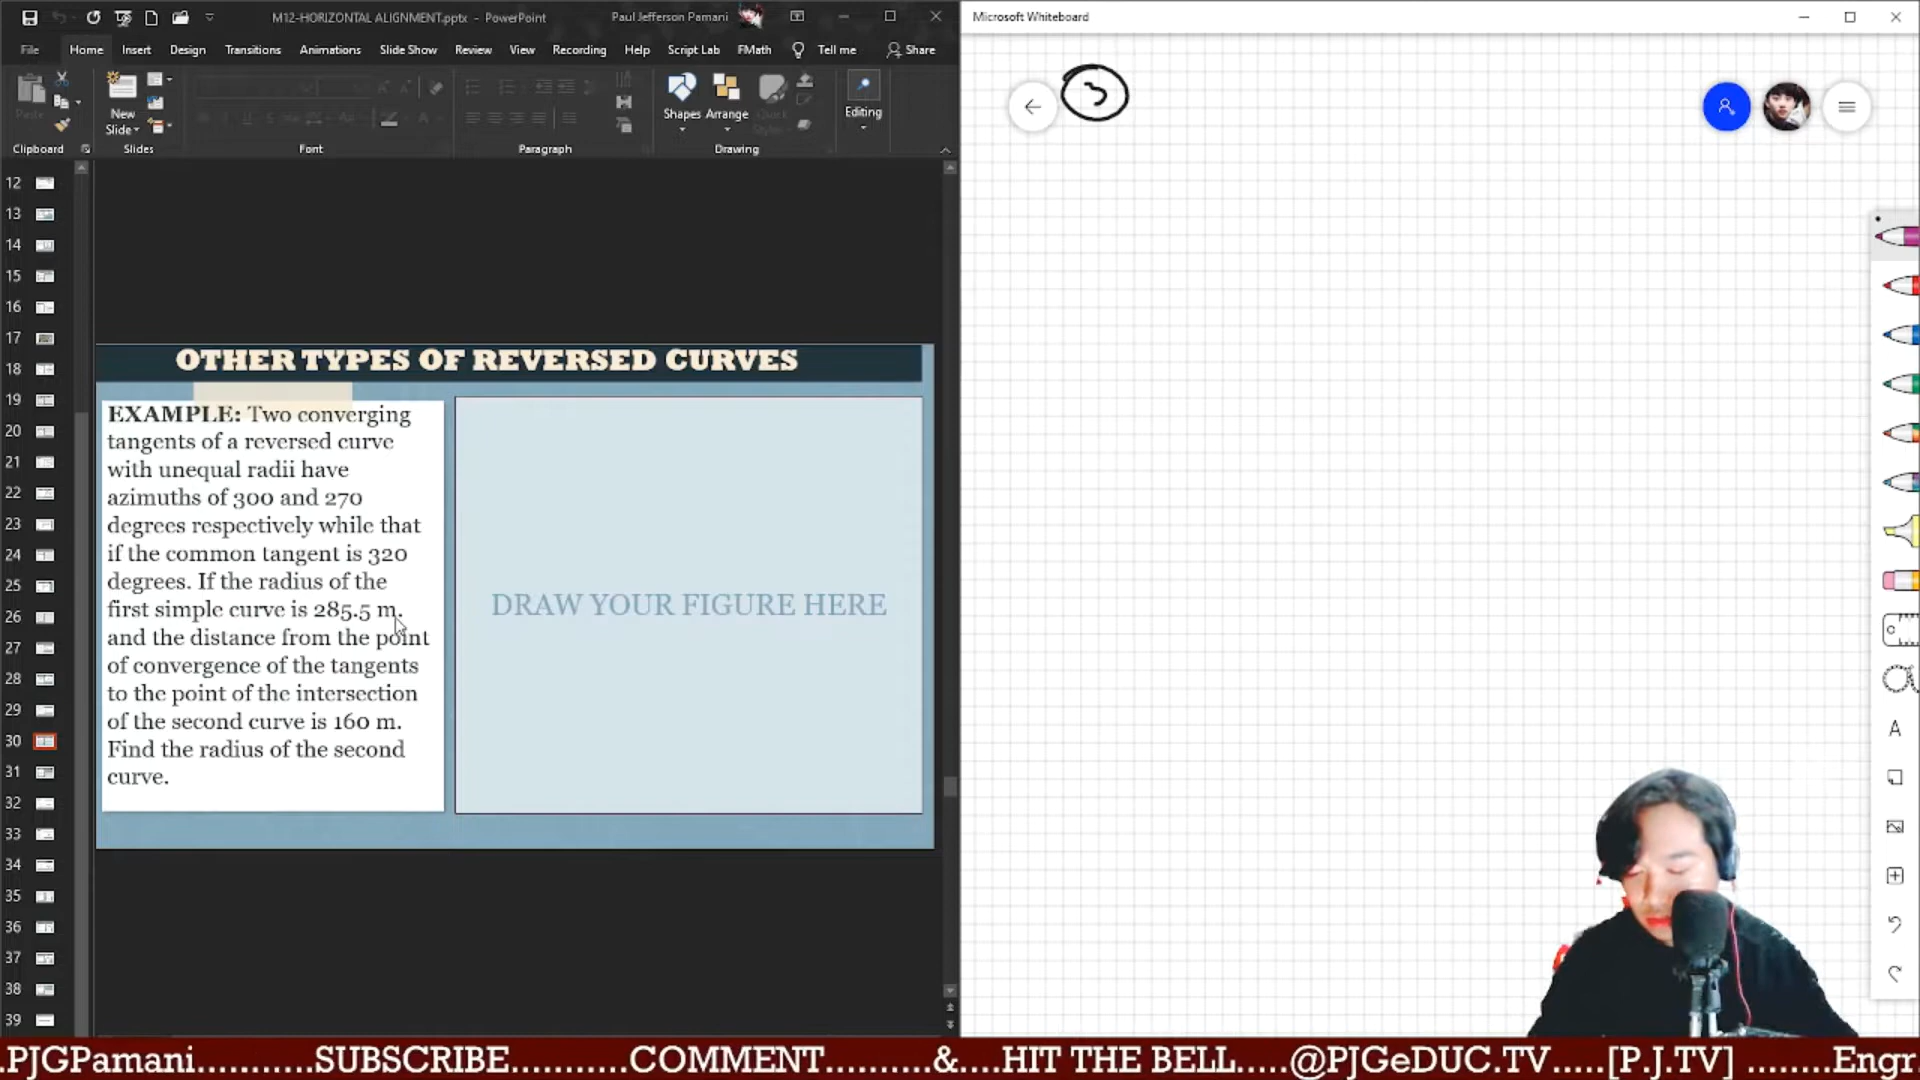 M12-HORIZONTAL ALIGNMENT.pptx - PowerPoint
Paul Jefferson Pamani
Microsoft Whiteboard
File Home Insert Design Transitions Animations Slide Show Review View Recording Help Script Lab FMath Tell me Share
Paste
New
Slide
Shapes
Arrange
Quick
Styles
Editing
Clipboard
Slides
Font
Paragraph
Drawing
12
13
14
15
16
17
18
19
20
21
22
23
24
25
26
27
28
29
30
31
32
33
34
35
36
37
38
39
OTHER TYPES OF REVERSED CURVES
EXAMPLE: Two converging
tangents of a reversed curve
with unequal radii have
azimuths of 300 and 270
degrees respectively while that
if the common tangent is 320
degrees. If the radius of the
first simple curve is 285.5 m.
and the distance from the point
of convergence of the tangents
to the point of the intersection
of the second curve is 160 m.
Find the radius of the second
curve.
DRAW YOUR FIGURE HERE
A
.PJGPamani...........SUBSCRIBE...........COMMENT..........&....HIT THE BELL.....@PJGeDUC.TV.....[P.J.TV] ........Engr